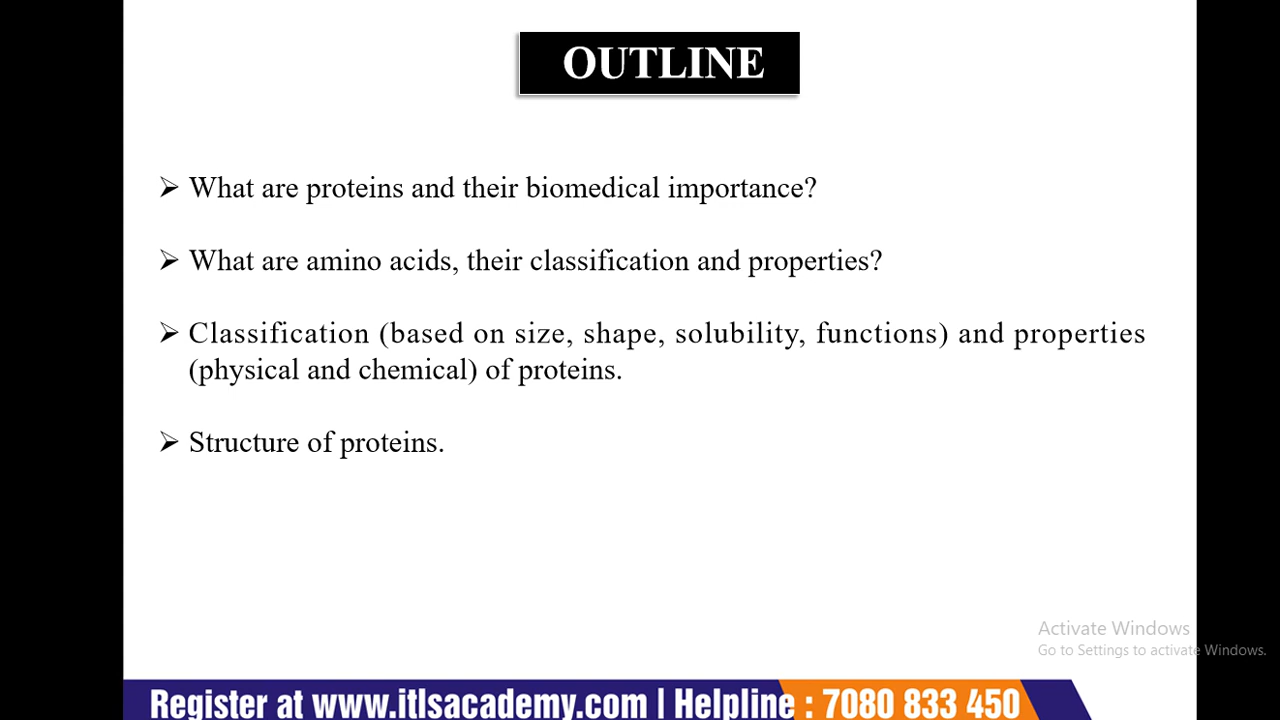 OUTLINE
➢ What are proteins and their biomedical importance?
➢ What are amino acids, their classification and properties?
➢ Classification (based on size, shape, solubility, functions) and properties
(physical and chemical) of proteins.
➢ Structure of proteins.
Activate Windows
Go to Settings to activate Windows.
Register at www.itlsacademy.com | Helpline : 7080 833 450